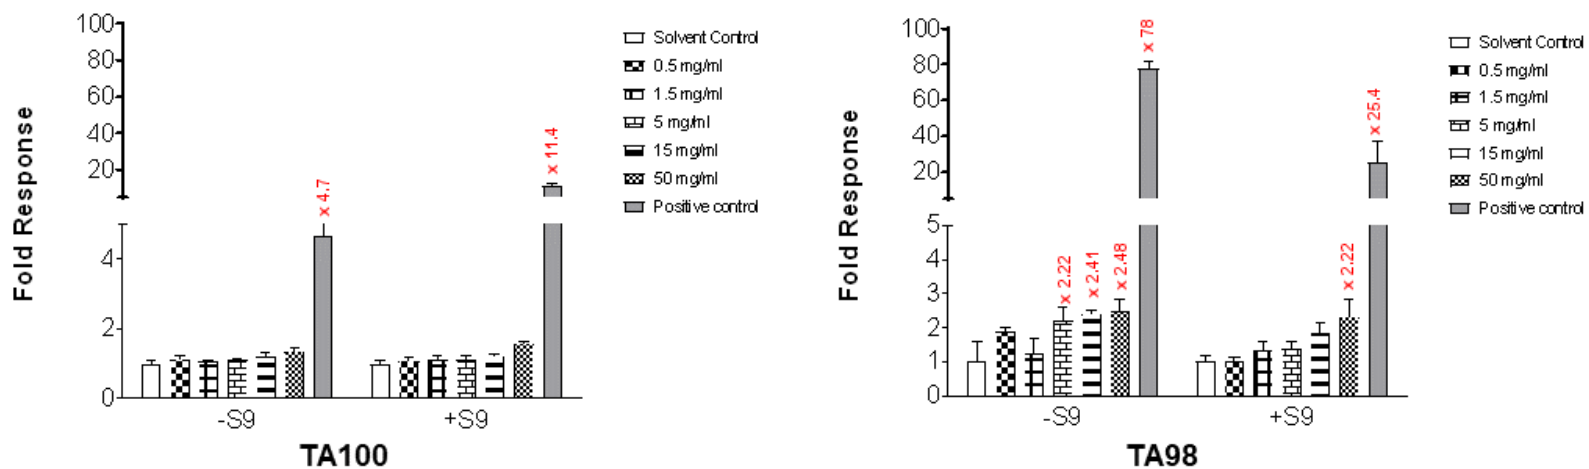 Fold Response
100
80
60
40
20
4
2
0
x 4.7
x 11.4
-S9
+S9
TA100
Solvent Control
0.5 mg/ml
1.5 mg/ml
5 mg/ml
15 mg/ml
50 mg/ml
Positive control
Fold Response
100
80
60
40
20
5
4
3
2
1
0
x 2.22
x 2.41
x 2.48
x 78
x 2.22
x 25.4
-S9
+S9
TA98
Solvent Control
0.5 mg/ml
1.5 mg/ml
5 mg/ml
15 mg/ml
50 mg/ml
Positive control